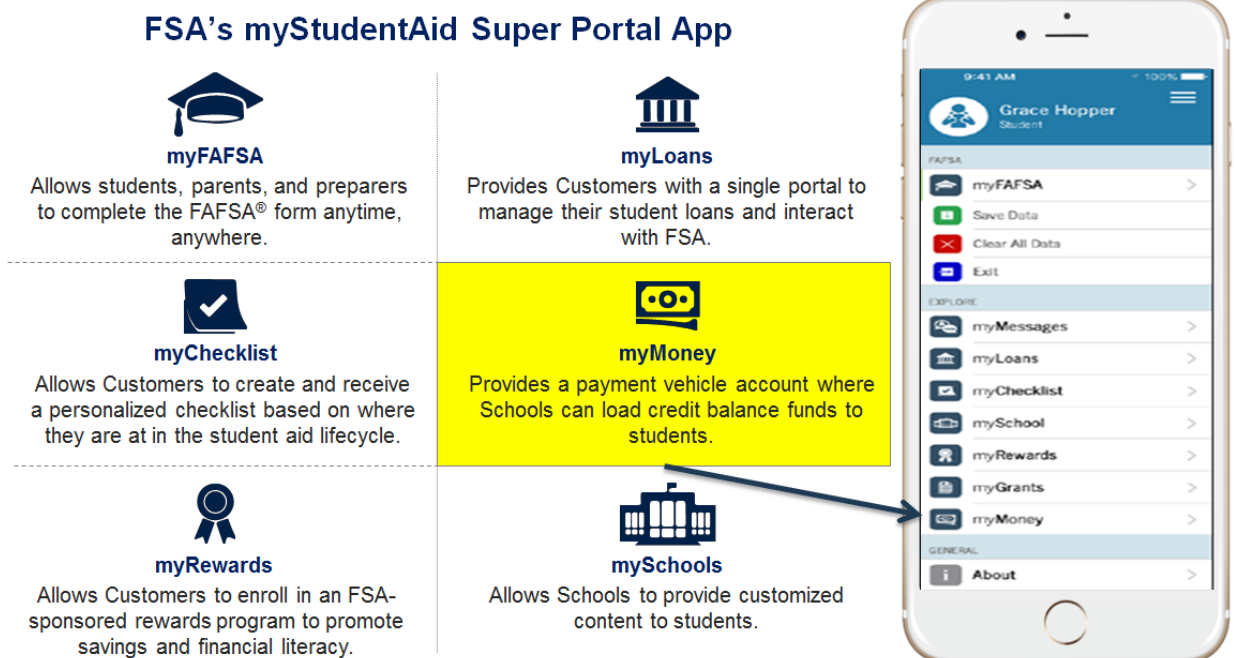 FSA's myStudentAid Super Portal App
myFAFSA
Allows students, parents, and preparers
to complete the FAFSA® form anytime,
anywhere.
myLoans
Provides Customers with a single portal to
manage their student loans and interact
with FSA.
myChecklist
Allows Customers to create and receive
a personalized checklist based on where
they are at in the student aid lifecycle.
myMoney
Provides a payment vehicle account where
Schools can load credit balance funds to
students.
myRewards
Allows Customers to enroll in an FSA-
sponsored rewards program to promote
savings and financial literacy.
mySchools
Allows Schools to provide customized
content to students.
9:41 AM 100%
Grace Hopper
Student
FAFSA
myFAFSA
Save Data
Clear All Data
Exit
EXPLORE
myMessages
myLoans
myChecklist
mySchool
myRewards
myGrants
myMoney
GENERAL
About